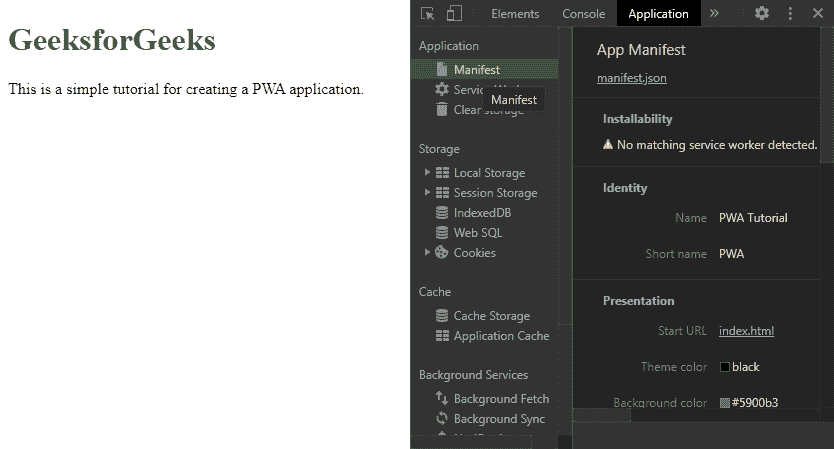 GeeksforGeeks
This is a simple tutorial for creating a PWA application.
Elements Console Application »
Application
Manifest
Manifest
Clear storage
Storage
Local Storage
Session Storage
IndexedDB
Web SQL
Cookies
Cache
Cache Storage
Application Cache
Background Services
Background Fetch
Background Sync
App Manifest
manifest.json
Installability
No matching service worker detected.
Identity
Name PWA Tutorial
Short name PWA
Presentation
Start URL index.html
Theme color black
Background color #5900b3